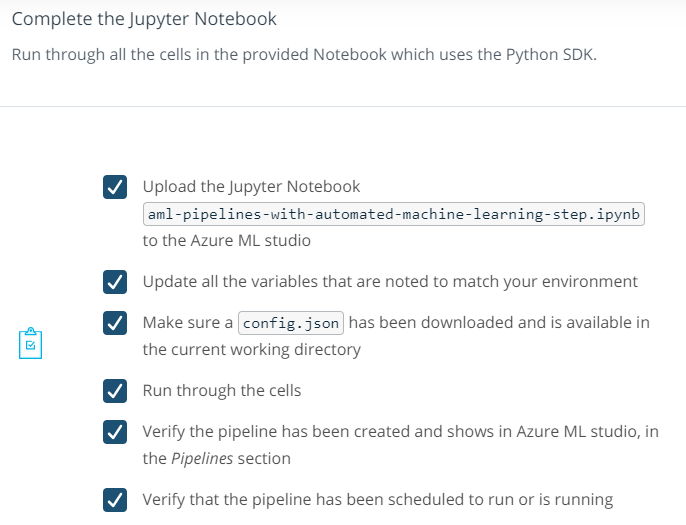 Complete the Jupyter Notebook
Run through all the cells in the provided Notebook which uses the Python SDK.
Upload the Jupyter Notebook
aml-pipelines-with-automated-machine-learning-step.ipynb
to the Azure ML studio
Update all the variables that are noted to match your environment
Make sure a config.json has been downloaded and is available in
the current working directory
Run through the cells
Verify the pipeline has been created and shows in Azure ML studio, in
the Pipelines section
Verify that the pipeline has been scheduled to run or is running